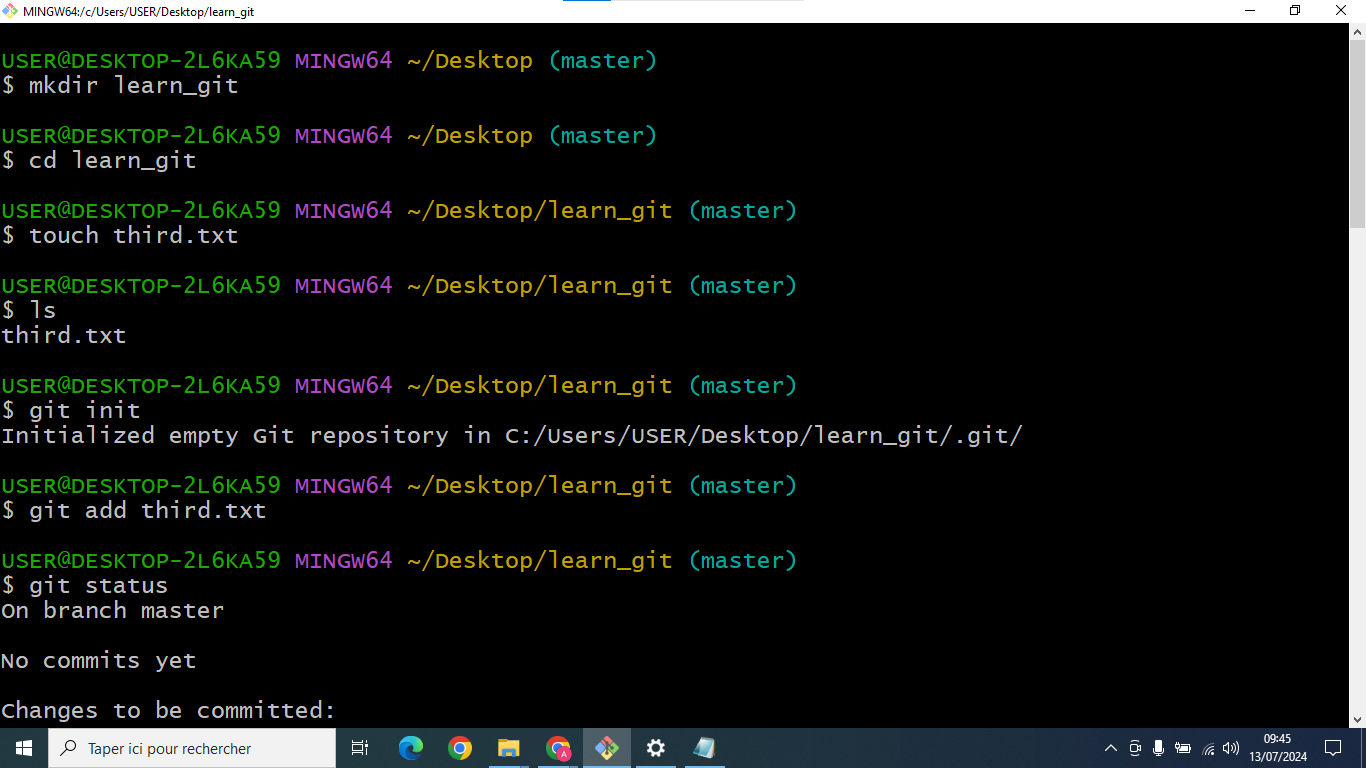 MINGW64:/c/Users/USER/Desktop/learn_git
USER@DESKTOP-2L6KA59 MINGW64 ~/Desktop (master)
$ mkdir learn_git
USER@DESKTOP-2L6KA59 MINGW64 ~/Desktop (master)
$ cd learn_git
USER@DESKTOP-2L6KA59 MINGW64 ~/Desktop/learn_git (master)
$ touch third.txt
USER@DESKTOP-2L6KA59 MINGW64 ~/Desktop/learn_git (master)
$ ls
third.txt
USER@DESKTOP-2L6KA59 MINGW64 ~/Desktop/learn_git (master)
$ git init
Initialized empty Git repository in C:/Users/USER/Desktop/learn_git/.git/
USER@DESKTOP-2L6KA59 MINGW64 ~/Desktop/learn_git (master)
$ git add third.txt
USER@DESKTOP-2L6KA59 MINGW64 ~/Desktop/learn_git (master)
$ git status
On branch master
No commits yet
Changes to be committed:
Taper ici pour rechercher
A
09:45
13/07/2024